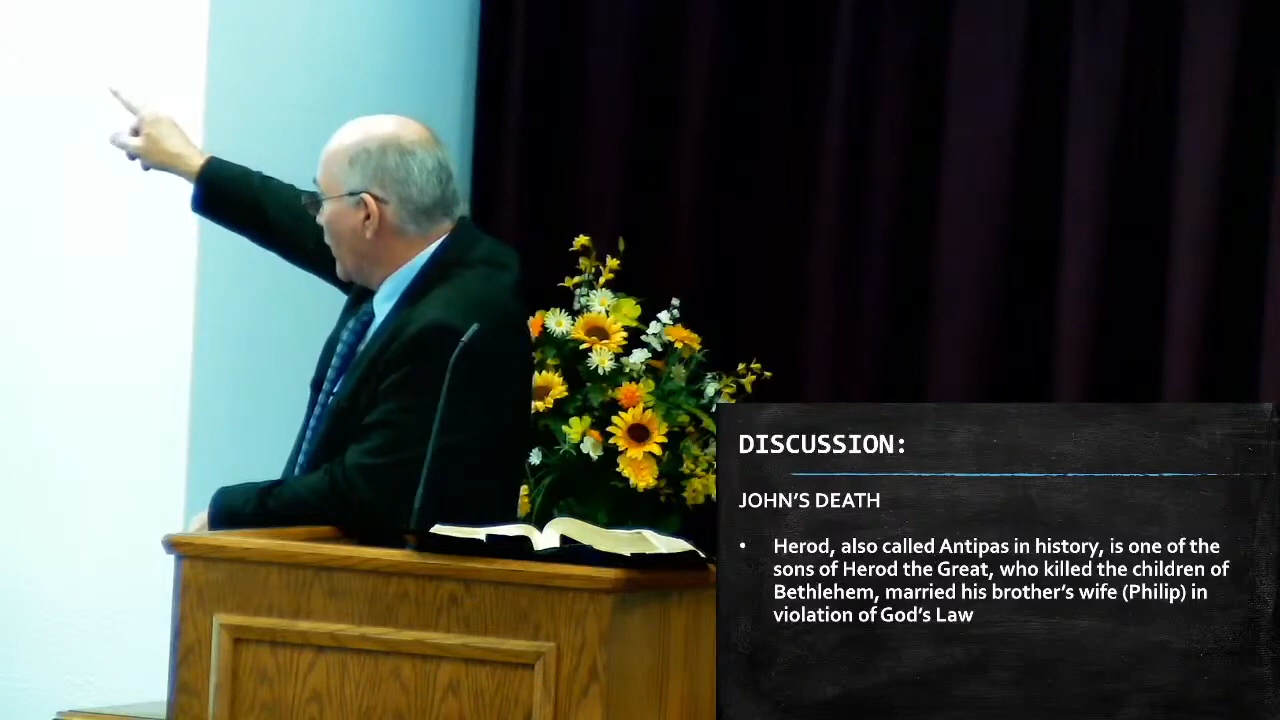 DISCUSSION:
JOHN'S DEATH
• Herod, also called Antipas in history, is one of the
sons of Herod the Great, who killed the children of
Bethlehem, married his brother's wife (Philip) in
violation of God's Law